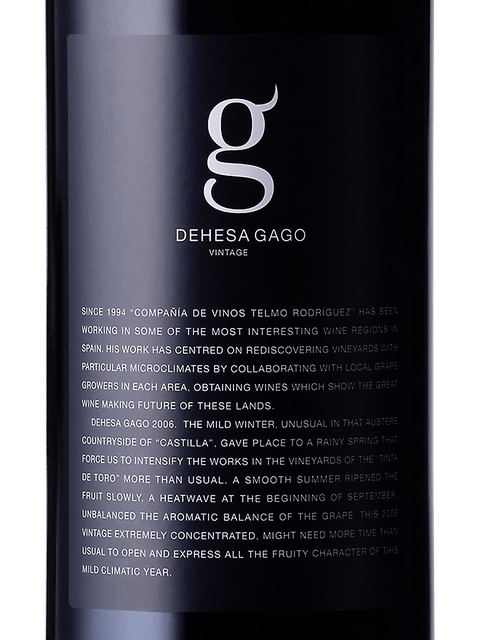 g
DEHESA GAGO
VINTAGE
SINCE 1994 "COMPAÑÍA DE VINOS TELMO RODRÍGUEZ" HAS BEEN
WORKING IN SOME OF THE MOST INTERESTING WINE REGIONS IN
SPAIN. HIS WORK HAS CENTRED ON REDISCOVERING VINEYARDS WITH
PARTICULAR MICROCLIMATES BY COLLABORATING WITH LOCAL GRAPE
GROWERS IN EACH AREA, OBTAINING WINES WHICH SHOW THE GREAT
WINE MAKING FUTURE OF THESE LANDS.
DEHESA GAGO 2006. THE MILD WINTER, UNUSUAL IN THAT AUSTERE
COUNTRYSIDE OF "CASTILLA", GAVE PLACE TO A RAINY SPRING THAT
FORCE US TO INTENSIFY THE WORKS IN THE VINEYARDS OF THE "TINTA
DE TORO" MORE THAN USUAL. A SMOOTH SUMMER RIPENED THE
FRUIT SLOWLY, A HEATWAVE AT THE BEGINNING OF SEPTEMBER,
UNBALANCED THE AROMATIC BALANCE OF THE GRAPE. THIS 2006
VINTAGE EXTREMELY CONCENTRATED, MIGHT NEED MORE TIME THAN
USUAL TO OPEN AND EXPRESS ALL THE FRUITY CHARACTER OF THIS
MILD CLIMATIC YEAR.